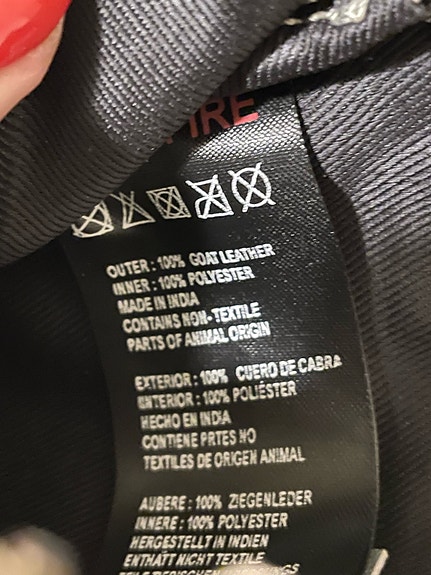 IRE
OUTER : 100% GOAT LEATHER
INNER : 100% POLYESTER
MADE IN INDIA
CONTAINS NON-TEXTILE
PARTS OF ANIMAL ORIGIN
EXTERIOR : 100% CUERO DE CABRA
INTERIOR : 100% POLIÉSTER
HECHO EN INDIA
CONTIENE PRTES NO
TEXTILES DE ORIGEN ANIMAL
AUBERE : 100% ZIEGENLEDER
INNERE : 100% POLYESTER
HERGESTELLT IN INDIEN
ENTHÄTT NICHT TEXTILE